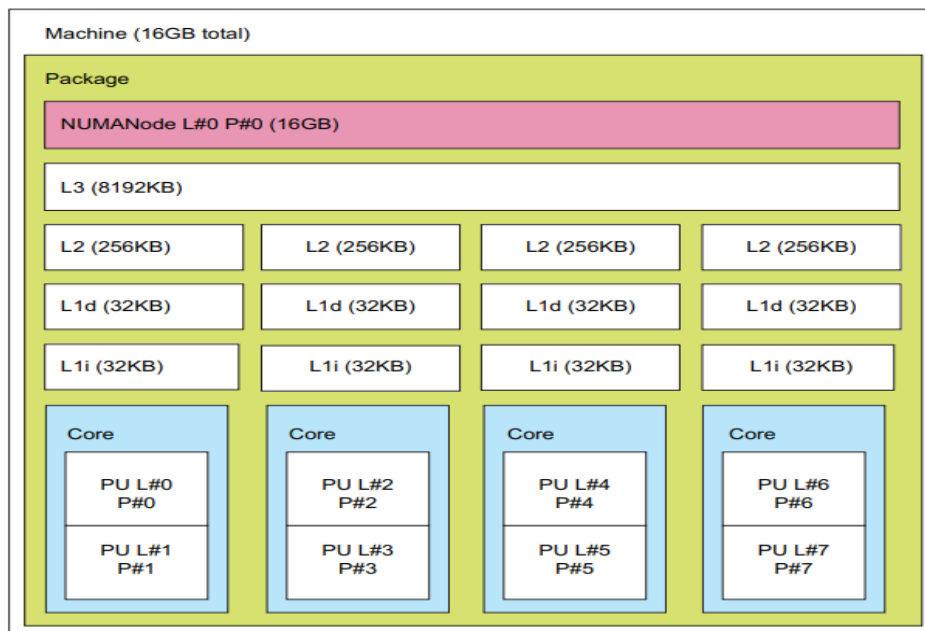 Machine (16GB total)
Package
NUMANode L#0 P#0 (16GB)
L3 (8192KB)
L2 (256KB)
L2 (256KB)
L2 (256KB)
L2 (256KB)
L1d (32KB)
L1d (32KB)
L1d (32KB)
L1d (32KB)
L1i (32KB)
L1i (32KB)
L1i (32KB)
L1i (32KB)
Core
Core
Core
Core
PU L#0
P#0
PU L#2
P#2
PU L#4
P#4
PU L#6
P#6
PU L#1
P#1
PU L#3
P#3
PU L#5
P#5
PU L#7
P#7